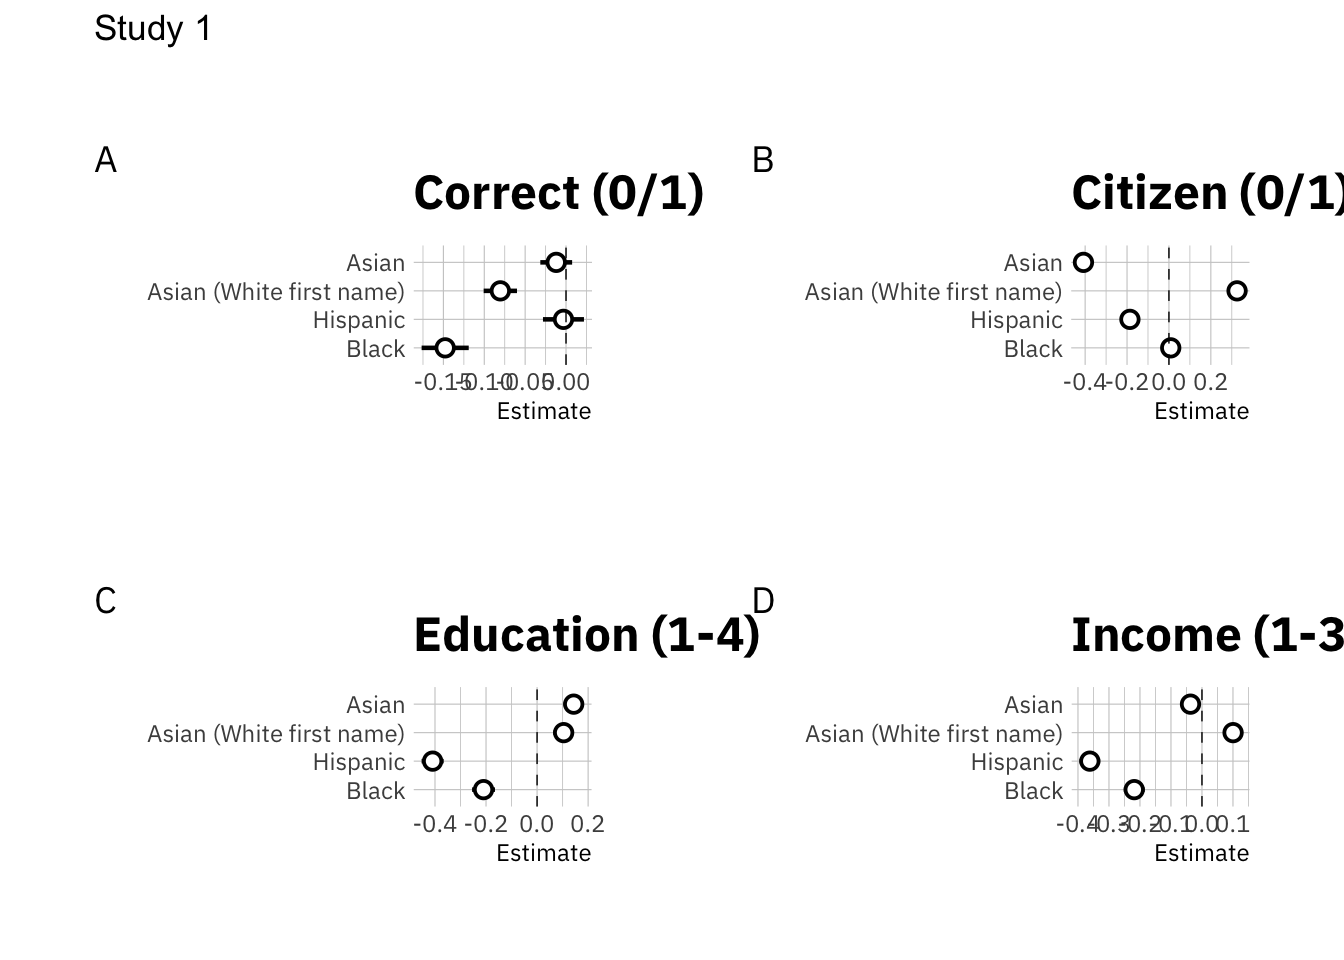 Study 1
A
Correct (0/1)
Asian
Asian (White first name)
Hispanic
Black
-0.15 -0.10 -0.05 0.00
Estimate
B
Citizen (0/1)
Asian
Asian (White first name)
Hispanic
Black
-0.4 -0.2 0.0 0.2
Estimate
C
Education (1-4)
Asian
Asian (White first name)
Hispanic
Black
-0.4 -0.2 0.0 0.2
Estimate
D
Income (1-3
Asian
Asian (White first name)
Hispanic
Black
-0.4 -0.3 -0.2 -0.1 0.0 0.1
Estimate